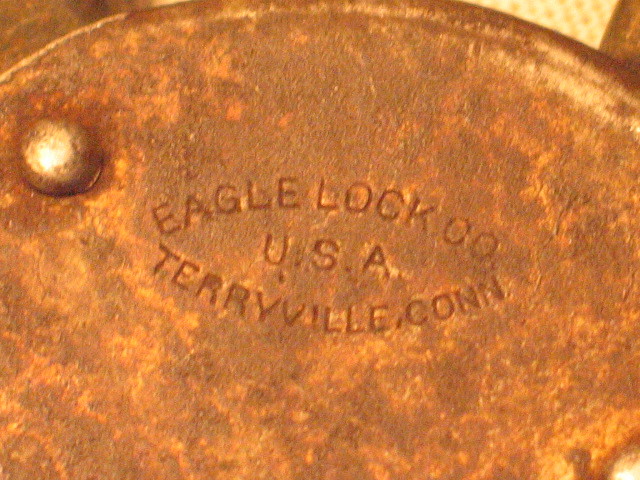 EAGLE LOCK CO
U.S.A.
TERRYVILLE, CONN.